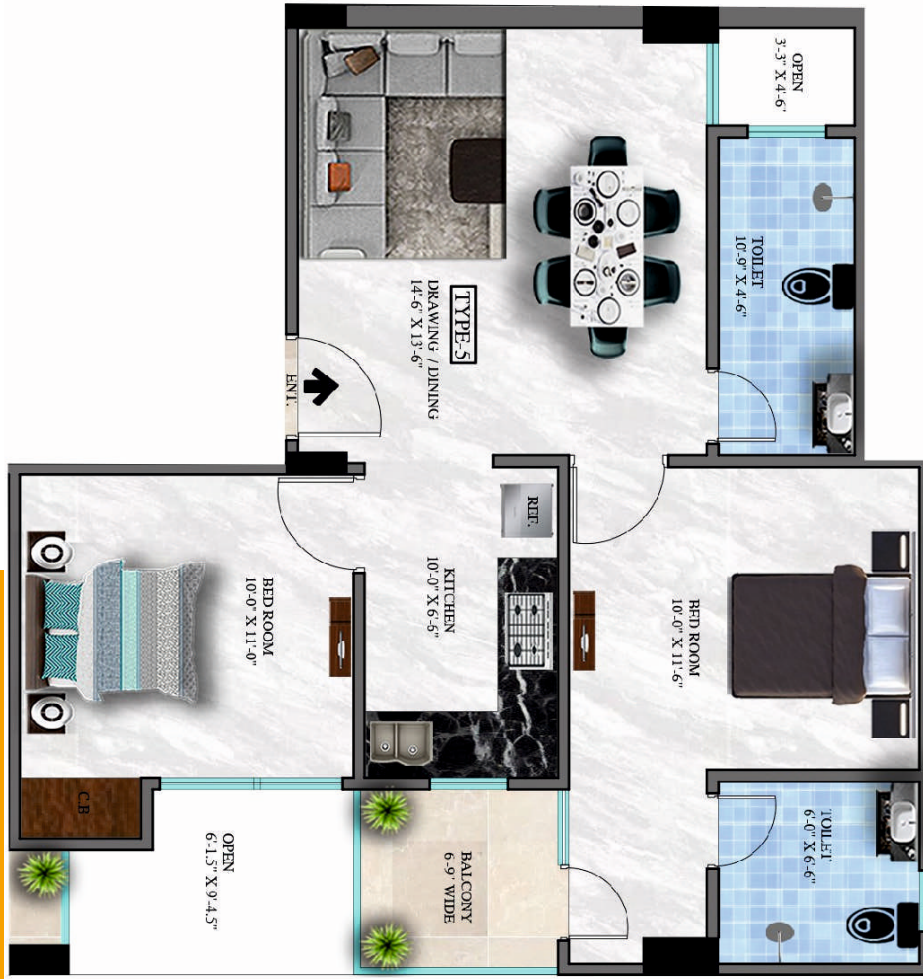 OPEN
3'-3" X 4'-6"
TOILET
10'-9" X 4'-6"
TYPE-5
DRAWING / DINING
14'-6" X 13'-6"
ENT.
REF.
KITCHEN
10'-0" X 6'-6"
BED ROOM
10'-0" X 11'-0"
BED ROOM
10'-0" X 11'-6"
C.B
OPEN
6'-1.5" X 9'-4.5"
BALCONY
6'-9" WIDE
TOILET
6'-0" X 6'-6"